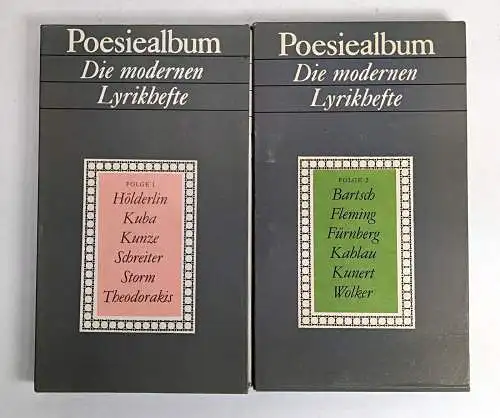 Poesiealbum
Die modernen
Lyrikhefte
FOLGE 1
Hölderlin
Kuba
Kunze
Schreiter
Storm
Theodorakis
Poesiealbum
Die modernen
Lyrikhefte
FOLGE 2
Bartsch
Fleming
Fürnberg
Kahlau
Kunert
Wolker